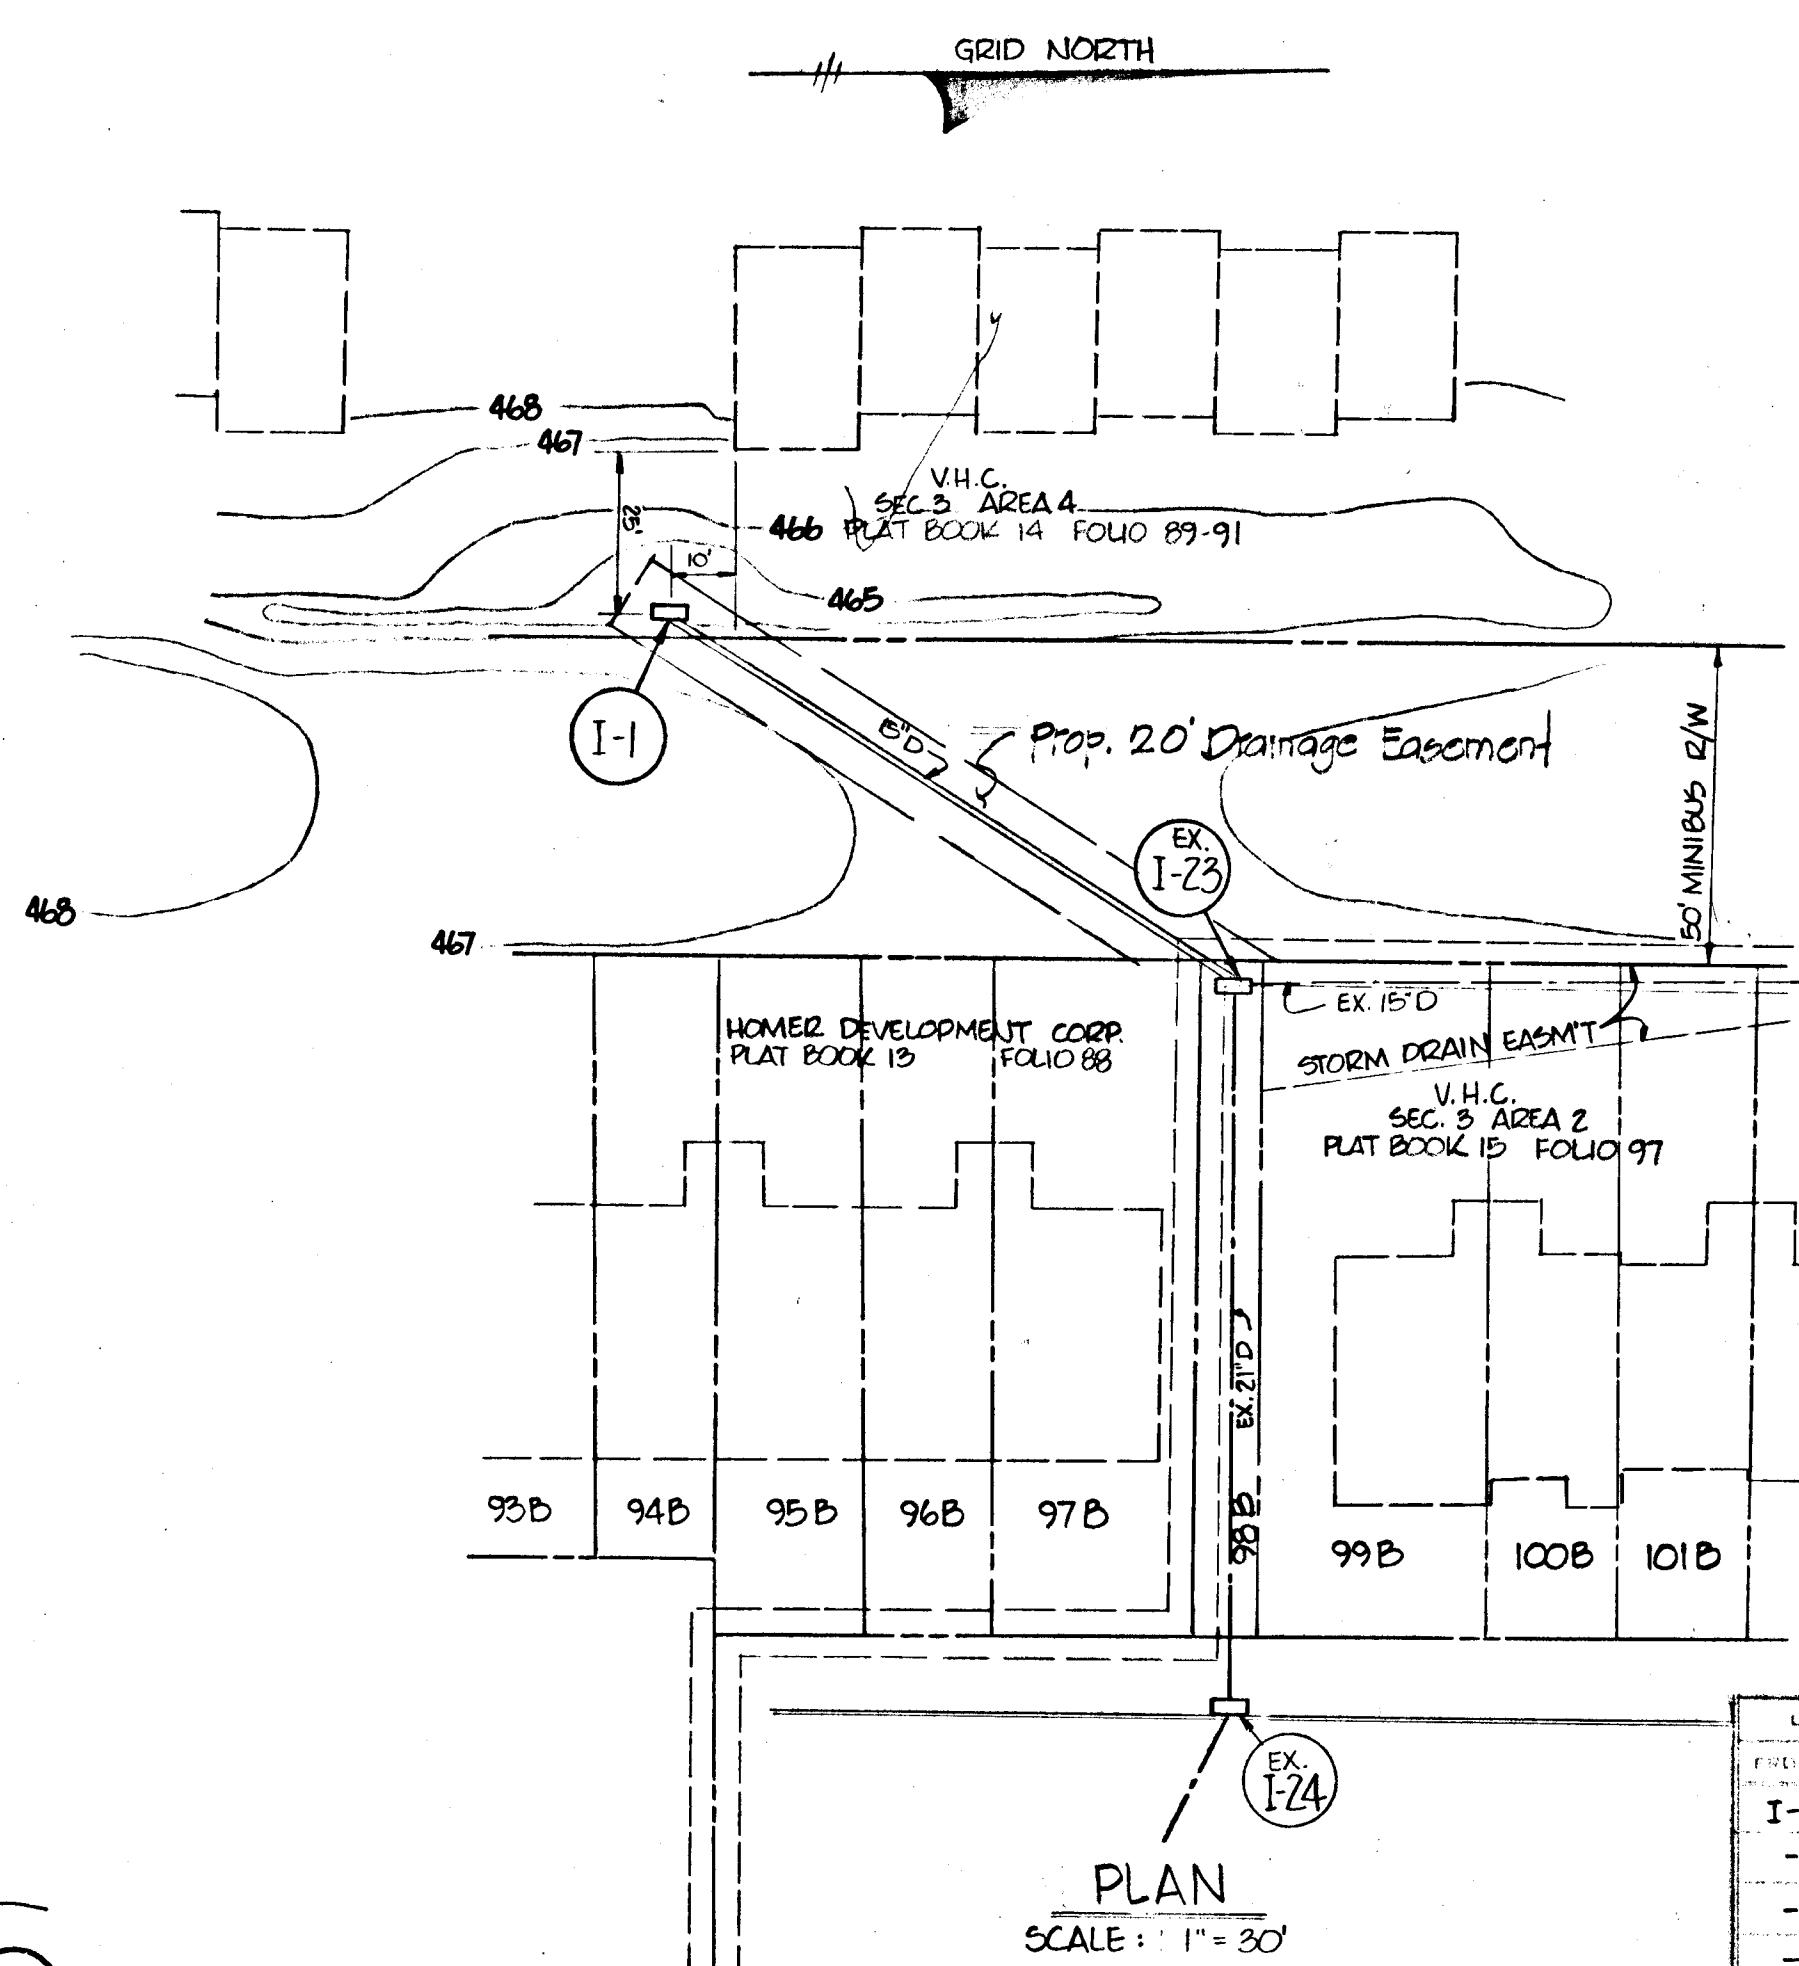 GRID NORTH
468
467
V.H.C.
SEC. 3 AREA 4
466 PLAT BOOK 14 FOLIO 89-91
25'
10'
465
I-1
15"D
Prop. 20' Drainage Easement
50' MINIBUS R/W
EX.
I-23
468
467
EX. 15"D
HOMER DEVELOPMENT CORP.
PLAT BOOK 13 FOLIO 88
STORM DRAIN EASM'T
V.H.C.
SEC. 3 AREA 2
PLAT BOOK 15 FOLIO 97
EX. 21"D
93B
94B
95B
96B
97B
98B
99B
100B
101B
EX.
I-24
I-
PLAN
SCALE: 1" = 30'